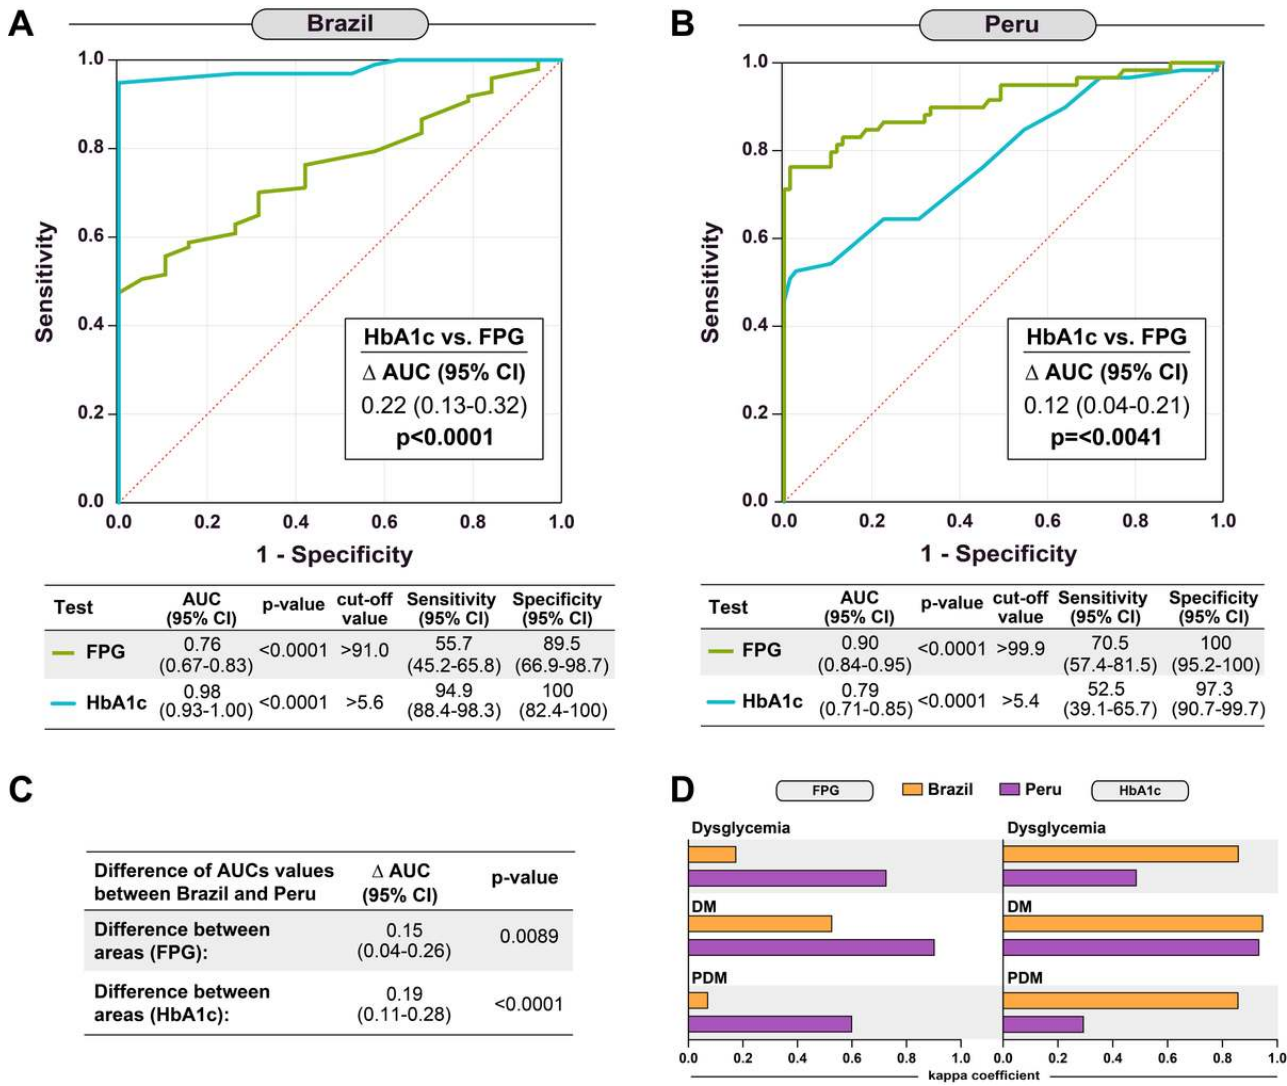 A
Brazil
1.0
0.8
0.6
0.4
0.2
0.0
Sensitivity
HbA1c vs. FPG
Δ AUC (95% CI)
0.22 (0.13-0.32)
p<0.0001
0.0 0.2 0.4 0.6 0.8 1.0
1 - Specificity
Test AUC (95% CI) p-value cut-off value Sensitivity (95% CI) Specificity (95% CI)
FPG 0.76 (0.67-0.83) <0.0001 >91.0 55.7 (45.2-65.8) 89.5 (66.9-98.7)
HbA1c 0.98 (0.93-1.00) <0.0001 >5.6 94.9 (88.4-98.3) 100 (82.4-100)
B
Peru
1.0
0.8
0.6
0.4
0.2
0.0
Sensitivity
HbA1c vs. FPG
Δ AUC (95% CI)
0.12 (0.04-0.21)
p=<0.0041
0.0 0.2 0.4 0.6 0.8 1.0
1 - Specificity
Test AUC (95% CI) p-value cut-off value Sensitivity (95% CI) Specificity (95% CI)
FPG 0.90 (0.84-0.95) <0.0001 >99.9 70.5 (57.4-81.5) 100 (95.2-100)
HbA1c 0.79 (0.71-0.85) <0.0001 >5.4 52.5 (39.1-65.7) 97.3 (90.7-99.7)
C
Difference of AUCs values between Brazil and Peru Δ AUC (95% CI) p-value
Difference between areas (FPG): 0.15 (0.04-0.26) 0.0089
Difference between areas (HbA1c): 0.19 (0.11-0.28) <0.0001
D
FPG Brazil Peru HbA1c
Dysglycemia Dysglycemia
DM DM
PDM PDM
0.0 0.2 0.4 0.6 0.8 1.0 0.0 0.2 0.4 0.6 0.8 1.0
kappa coefficient